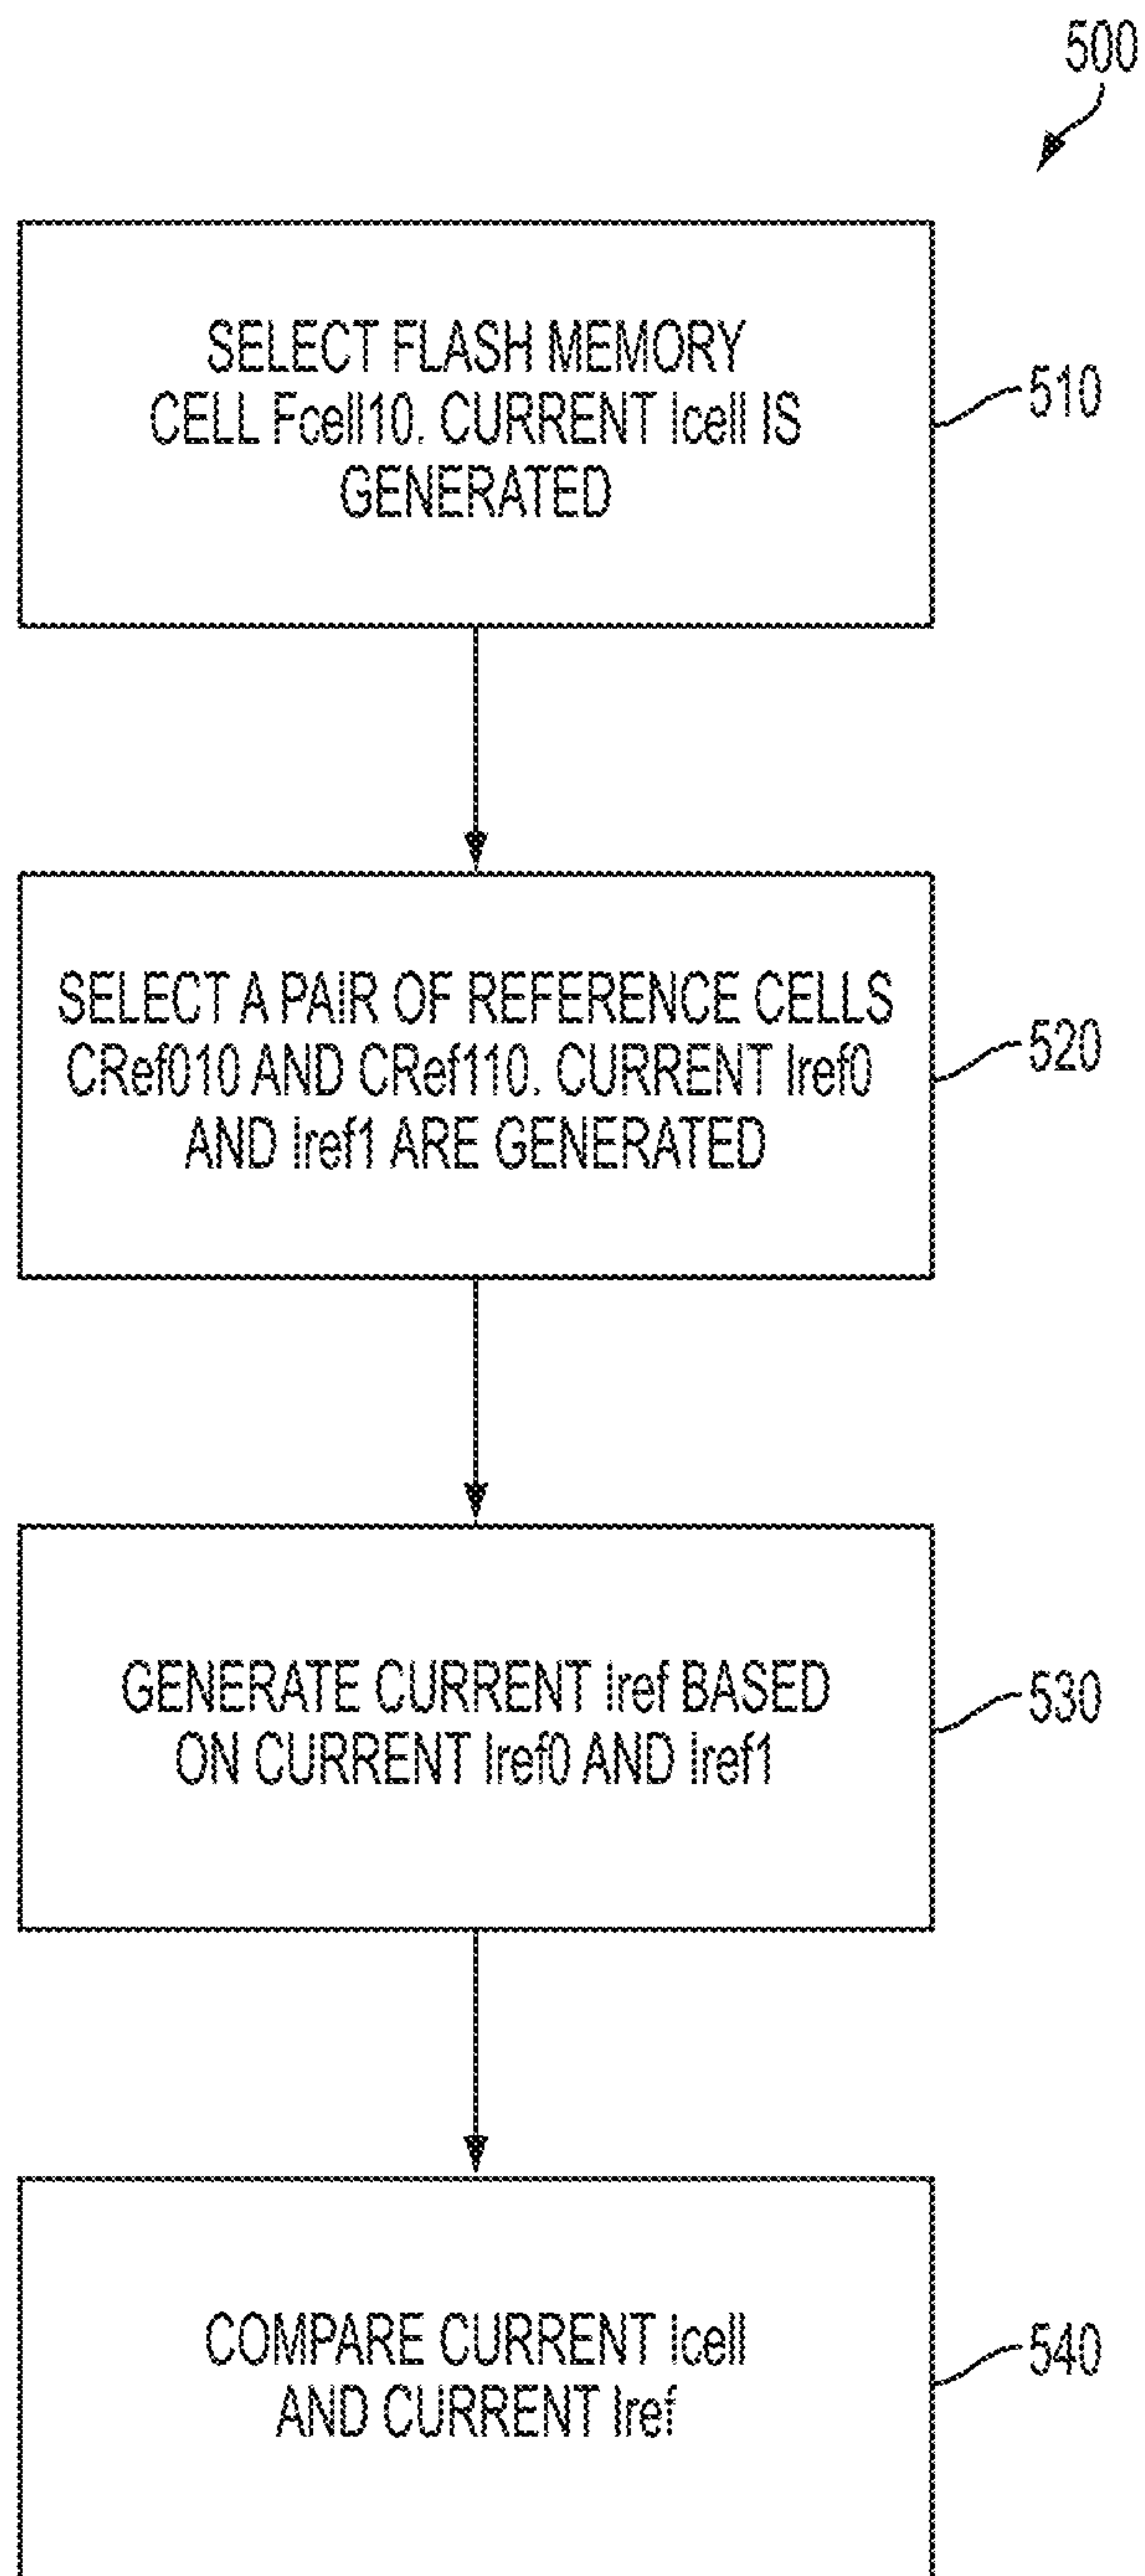 500
SELECT FLASH MEMORY
CELL Fcell10. CURRENT Icell IS
GENERATED
510
SELECT A PAIR OF REFERENCE CELLS
CRef010 AND CRef110. CURRENT Iref0
AND Iref1 ARE GENERATED
520
GENERATE CURRENT Iref BASED
ON CURRENT Iref0 AND Iref1
530
COMPARE CURRENT Icell
AND CURRENT Iref
540